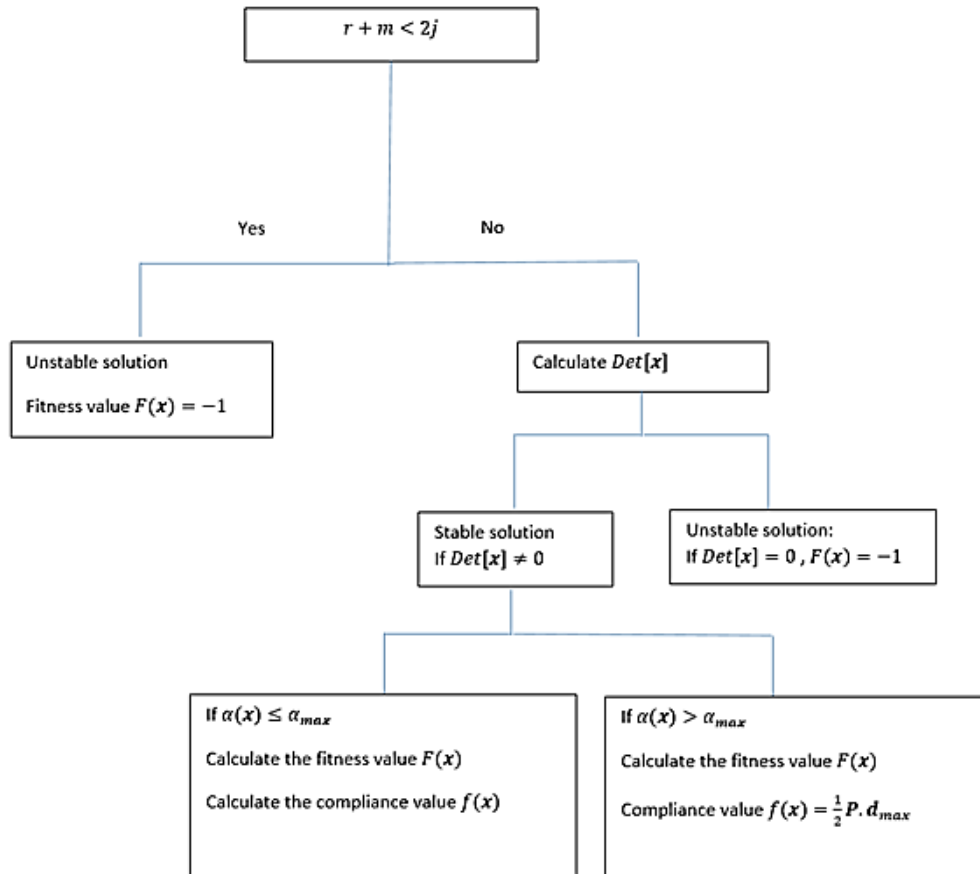 r + m < 2j
Yes
No
Unstable solution
Fitness value F(x) = −1
Calculate Det[x]
Stable solution
If Det[x] ≠ 0
Unstable solution:
If Det[x] = 0 , F(x) = −1
If α(x) ≤ α_max
Calculate the fitness value F(x)
Calculate the compliance value f(x)
If α(x) > α_max
Calculate the fitness value F(x)
Compliance value f(x) = ½ P. d_max